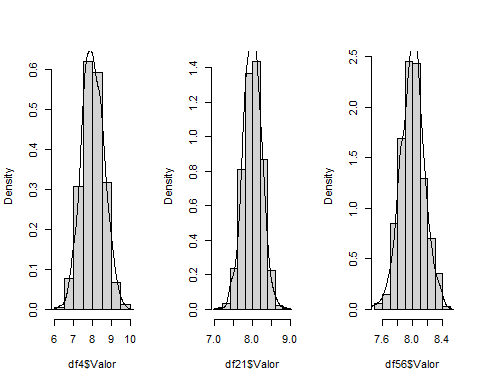 Density
0.0 0.1 0.2 0.3 0.4 0.5 0.6
6 7 8 9 10
df4$Valor
Density
0.0 0.2 0.4 0.6 0.8 1.0 1.2 1.4
7.0 8.0 9.0
df21$Valor
Density
0.0 0.5 1.0 1.5 2.0 2.5
7.6 8.0 8.4
df56$Valor